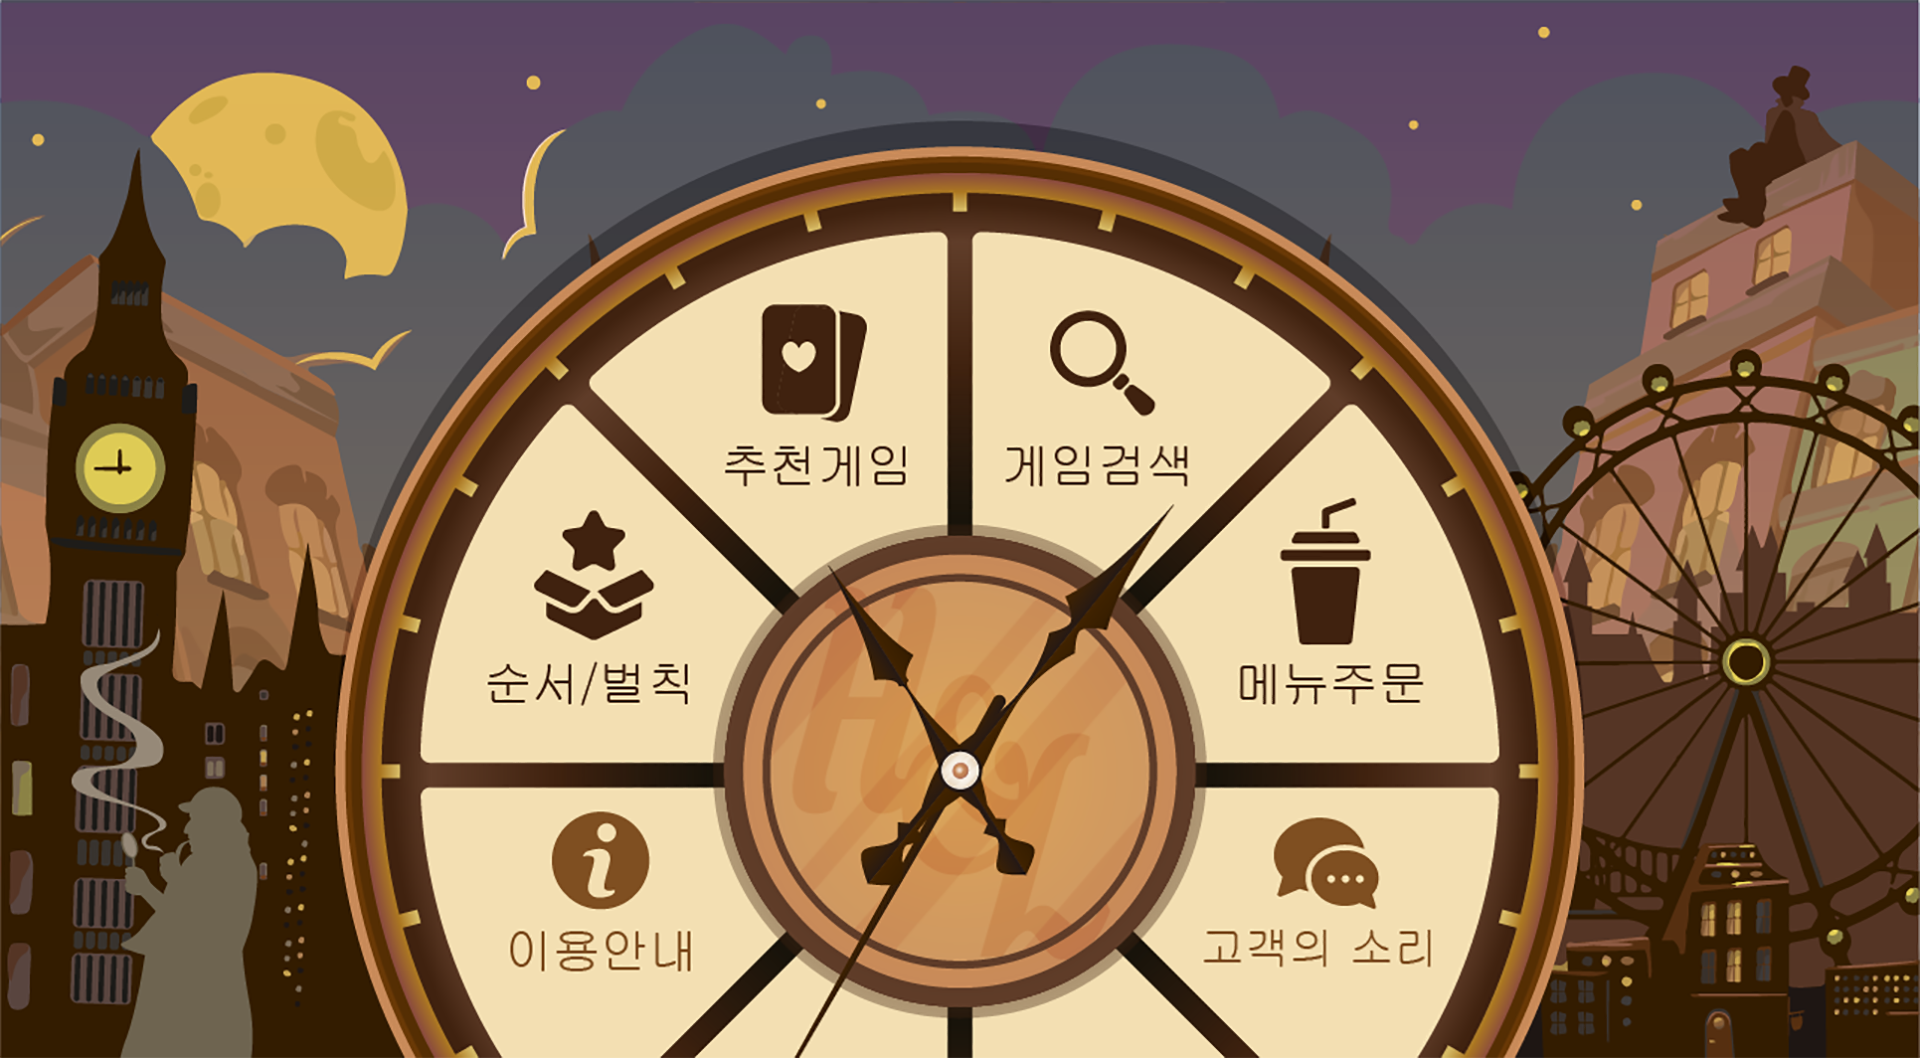 추천게임
게임검색
순서/벌칙
메뉴주문
이용안내
고객의 소리